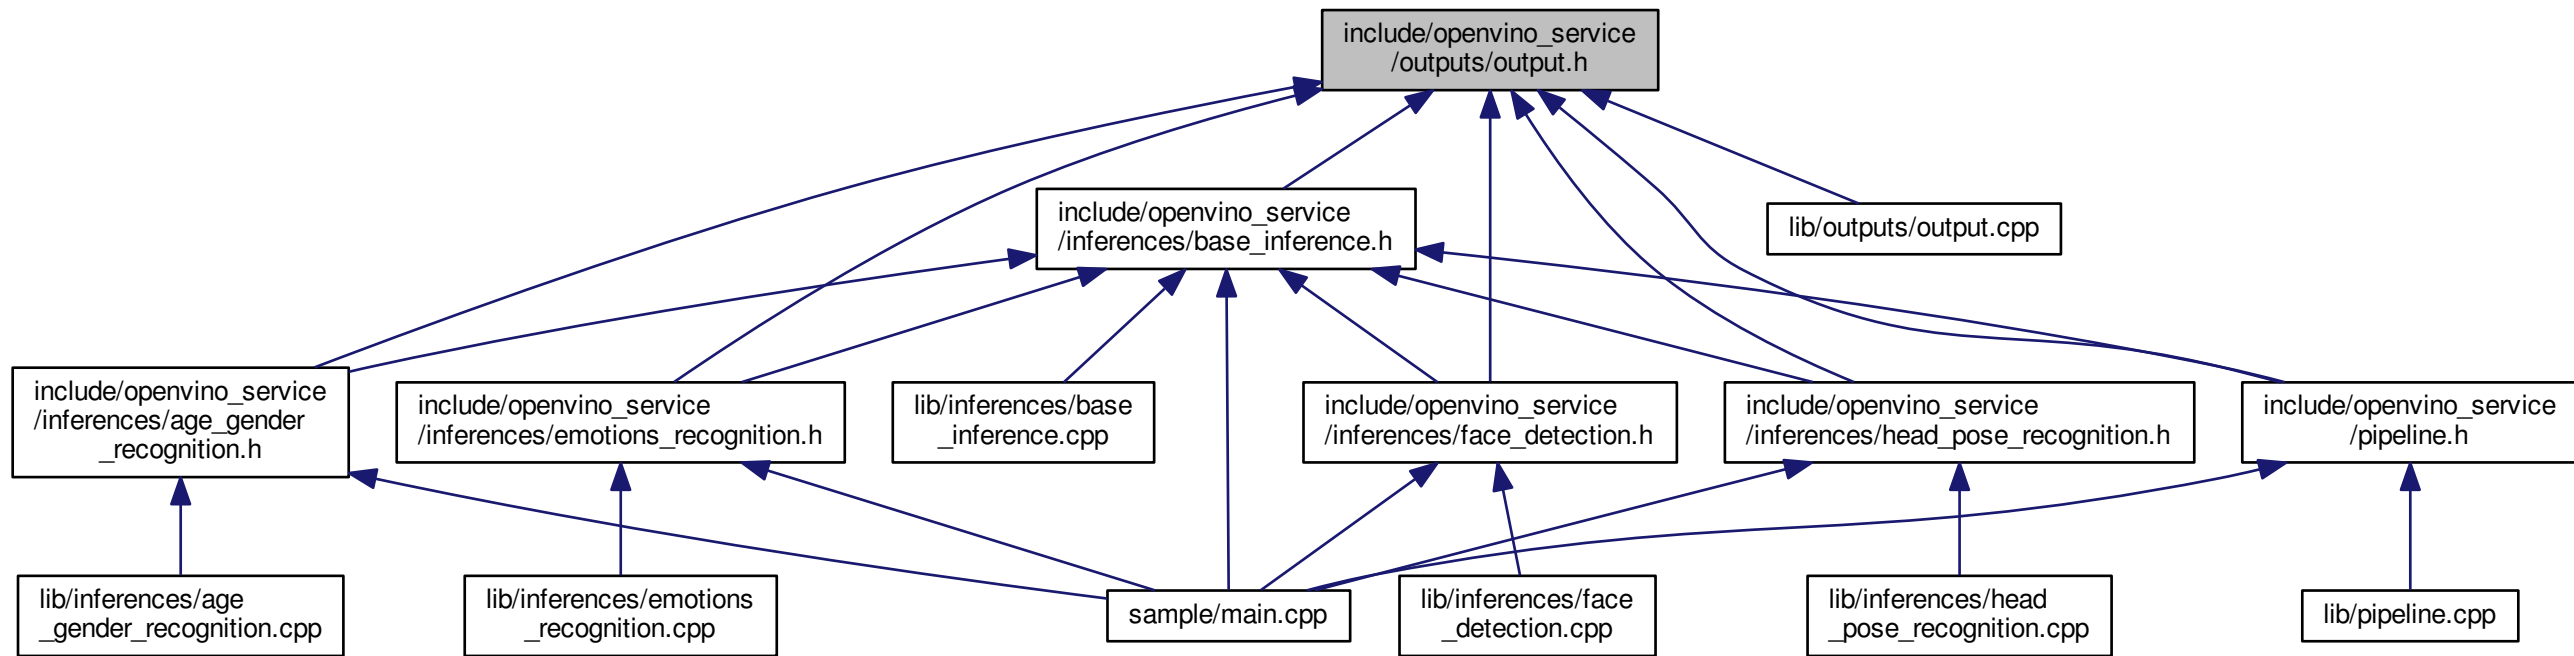 include/openvino_service
/outputs/output.h
include/openvino_service
/inferences/base_inference.h
lib/outputs/output.cpp
include/openvino_service
/inferences/age_gender
_recognition.h
include/openvino_service
/inferences/emotions_recognition.h
lib/inferences/base
_inference.cpp
include/openvino_service
/inferences/face_detection.h
include/openvino_service
/inferences/head_pose_recognition.h
include/openvino_service
/pipeline.h
lib/inferences/age
_gender_recognition.cpp
lib/inferences/emotions
_recognition.cpp
sample/main.cpp
lib/inferences/face
_detection.cpp
lib/inferences/head
_pose_recognition.cpp
lib/pipeline.cpp